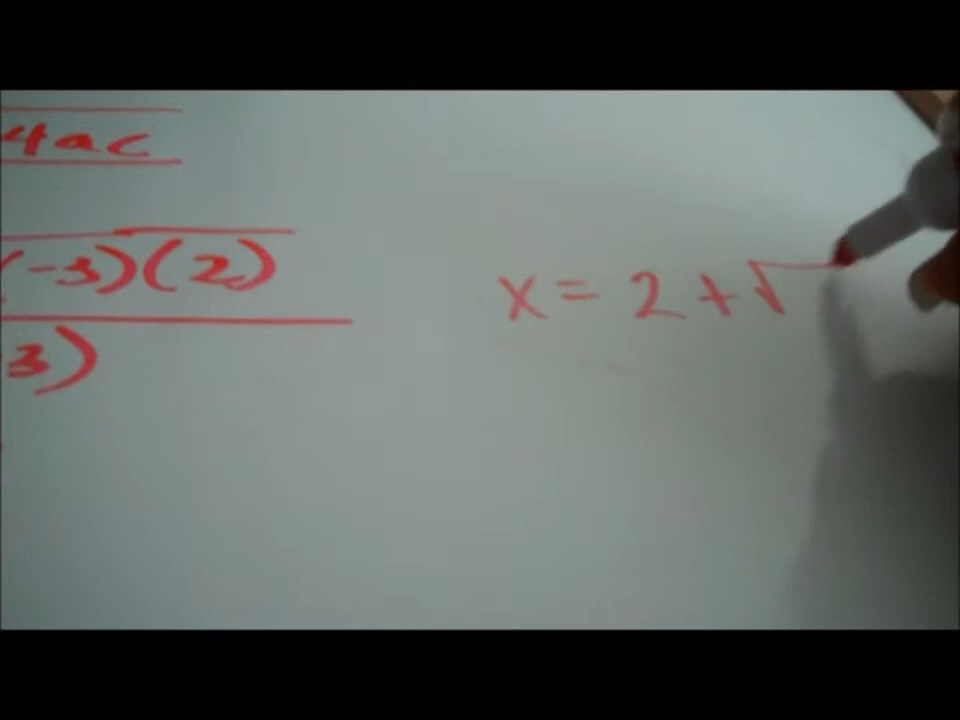 4ac
(-3)(2)
3)
x = 2 + √